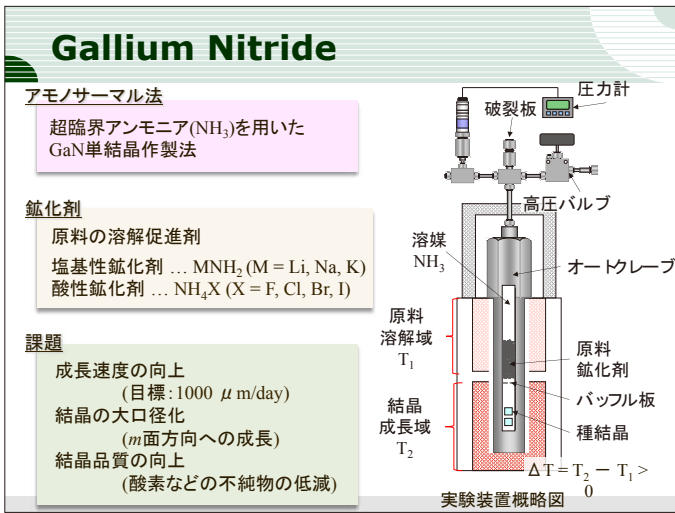 Gallium Nitride
アモノサーマル法
超臨界アンモニア(NH₃)を用いた
GaN単結晶作製法
鉱化剤
原料の溶解促進剤
塩基性鉱化剤 … MNH₂ (M = Li, Na, K)
酸性鉱化剤 … NH₄X (X = F, Cl, Br, I)
課題
成長速度の向上
(目標：1000 μm/day)
結晶の大口径化
(m面方向への成長)
結晶品質の向上
(酸素などの不純物の低減)
圧力計
破裂板
高圧バルブ
溶媒
NH₃
オートクレーブ
原料
溶解域
T₁
原料
鉱化剤
バッフル板
結晶
成長域
T₂
種結晶
ΔT = T₂ － T₁ >
0
実験装置概略図